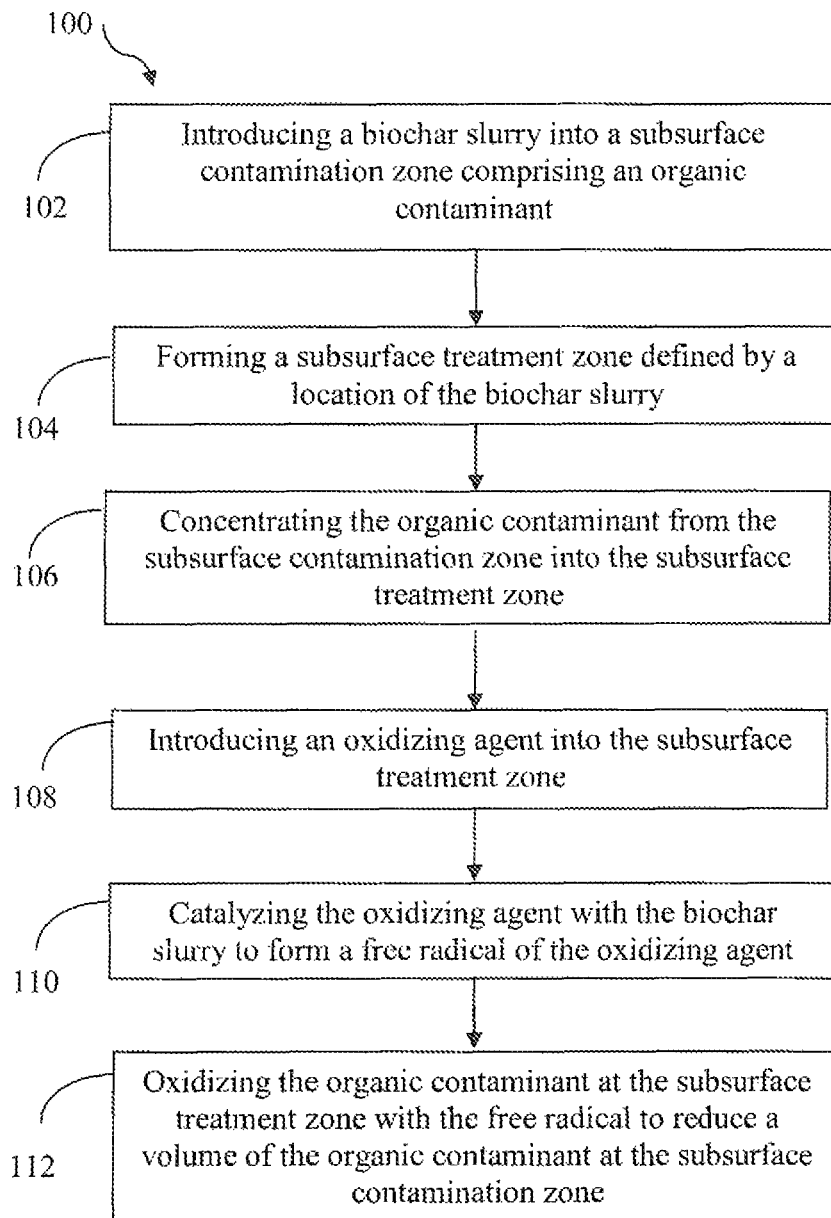 100
Introducing a biochar slurry into a subsurface
contamination zone comprising an organic
contaminant
102
Forming a subsurface treatment zone defined by a
location of the biochar slurry
104
Concentrating the organic contaminant from the
subsurface contamination zone into the subsurface
treatment zone
106
Introducing an oxidizing agent into the subsurface
treatment zone
108
Catalyzing the oxidizing agent with the biochar
slurry to form a free radical of the oxidizing agent
110
Oxidizing the organic contaminant at the subsurface
treatment zone with the free radical to reduce a
volume of the organic contaminant at the subsurface
contamination zone
112